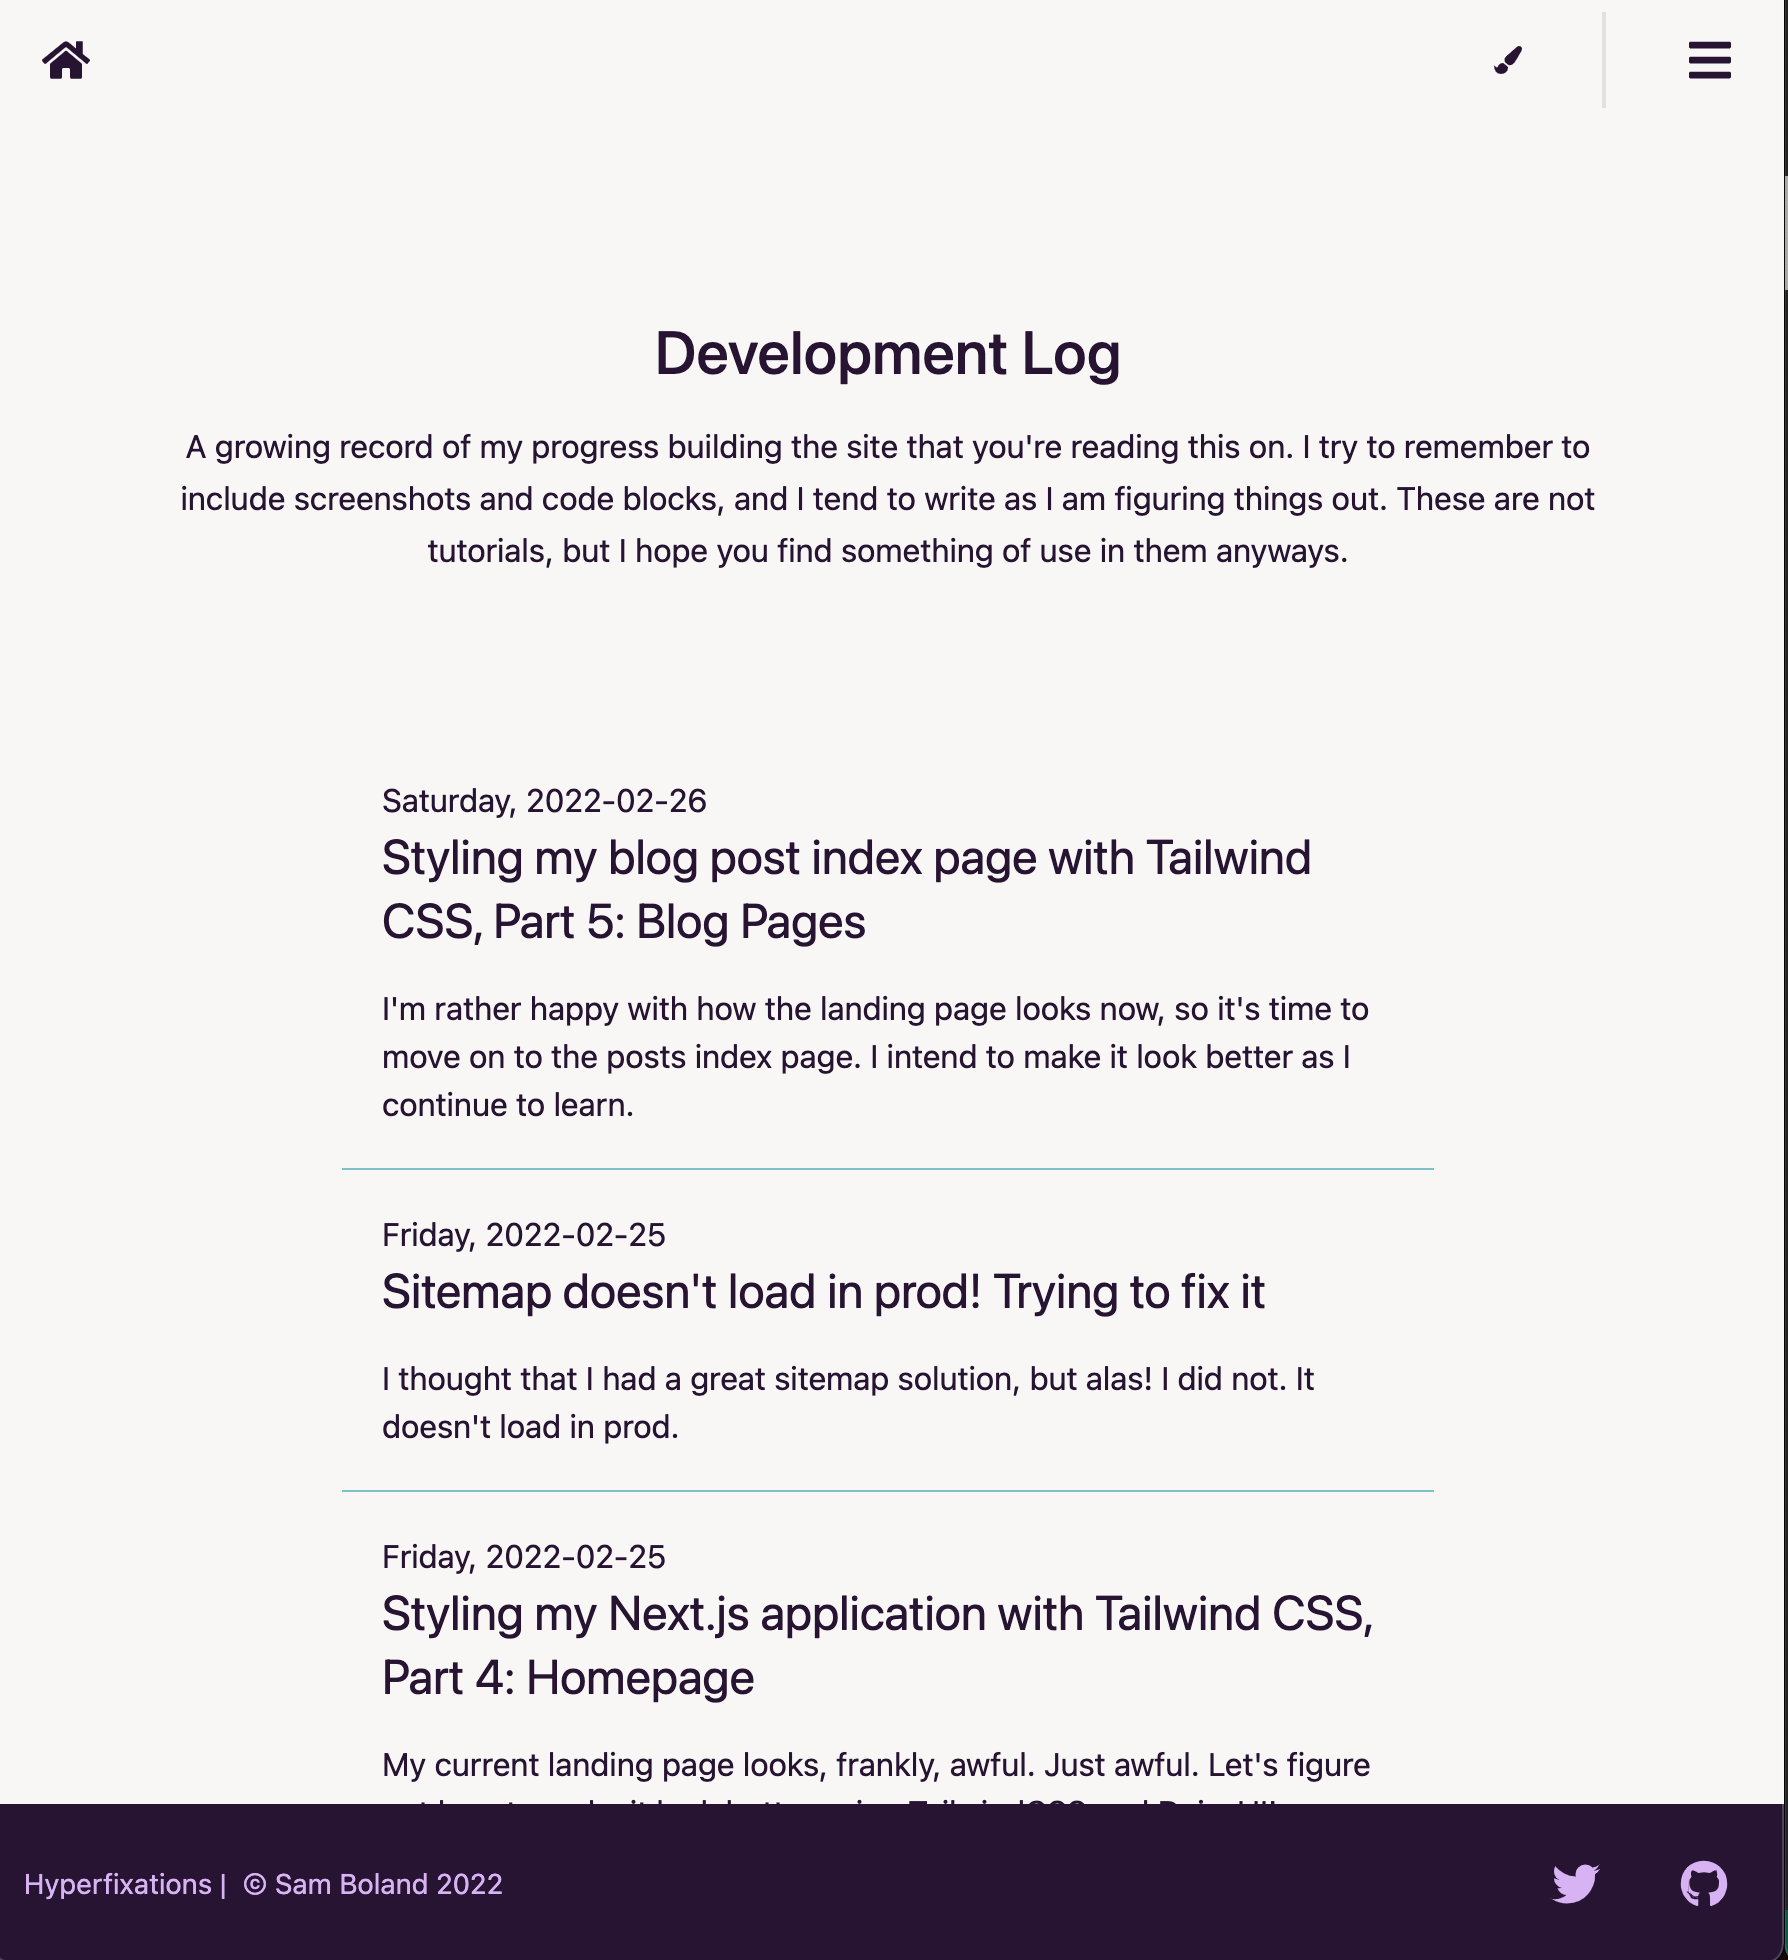 Development Log
A growing record of my progress building the site that you're reading this on. I try to remember to
include screenshots and code blocks, and I tend to write as I am figuring things out. These are not
tutorials, but I hope you find something of use in them anyways.
Saturday, 2022-02-26
Styling my blog post index page with Tailwind
CSS, Part 5: Blog Pages
I'm rather happy with how the landing page looks now, so it's time to
move on to the posts index page. I intend to make it look better as I
continue to learn.
Friday, 2022-02-25
Sitemap doesn't load in prod! Trying to fix it
I thought that I had a great sitemap solution, but alas! I did not. It
doesn't load in prod.
Friday, 2022-02-25
Styling my Next.js application with Tailwind CSS,
Part 4: Homepage
My current landing page looks, frankly, awful. Just awful. Let's figure
Hyperfixations | © Sam Boland 2022